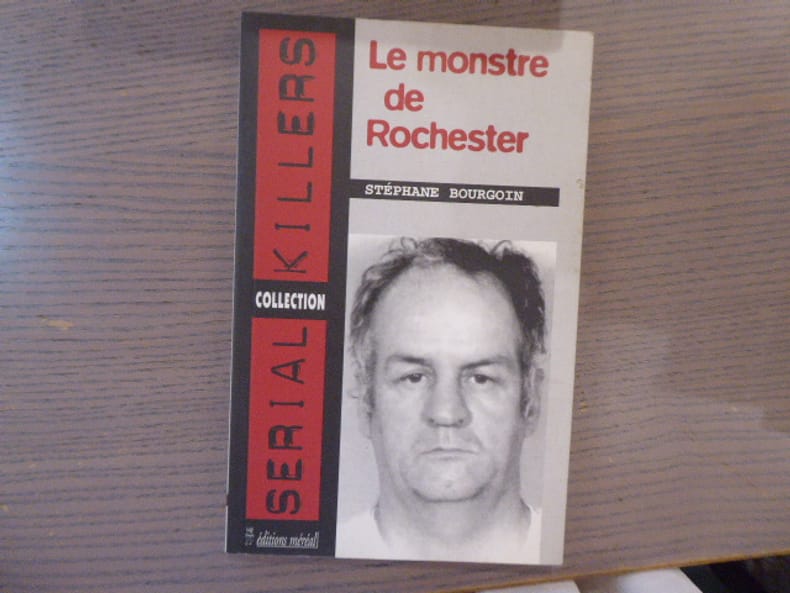 Le monstre
de
Rochester
STÉPHANE BOURGOIN
SERIAL KILLERS
COLLECTION
éditions méréal